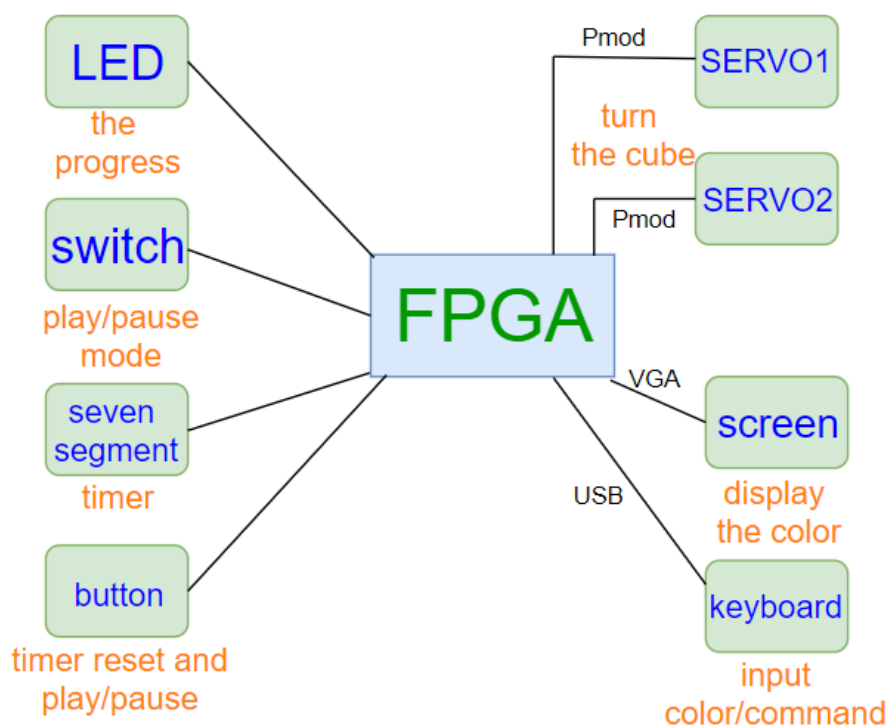 LED
the
progress
switch
play/pause
mode
seven
segment
timer
button
timer reset and
play/pause
FPGA
Pmod
SERVO1
turn
the cube
SERVO2
Pmod
VGA
screen
display
the color
USB
keyboard
input
color/command